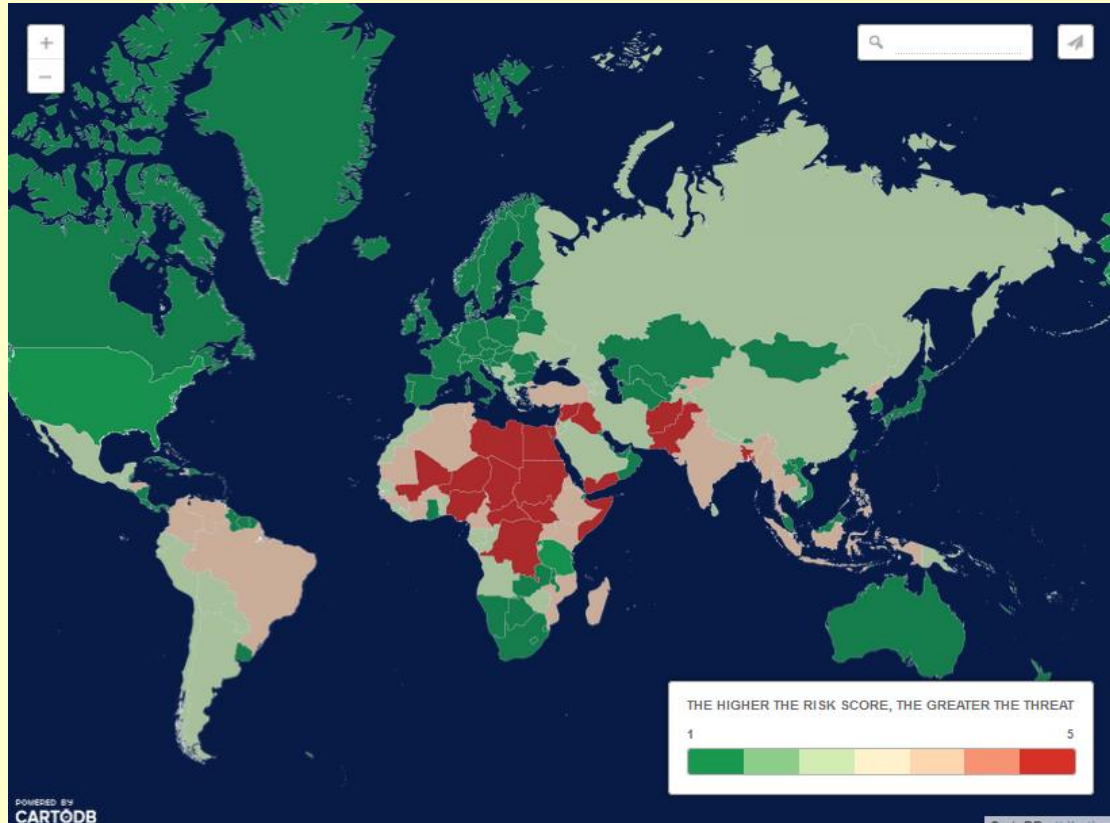 +
−
THE HIGHER THE RISK SCORE, THE GREATER THE THREAT
1 5
POWERED BY
CARTODB